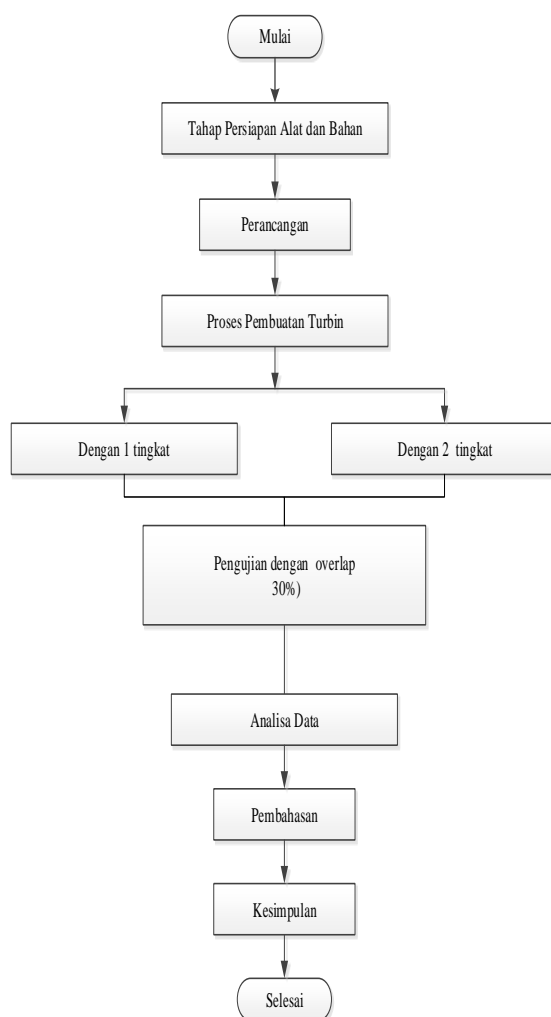 Mulai
Tahap Persiapan Alat dan Bahan
Perancangan
Proses Pembuatan Turbin
Dengan 1 tingkat
Dengan 2 tingkat
Pengujian dengan overlap
30%)
Analisa Data
Pembahasan
Kesimpulan
Selesai